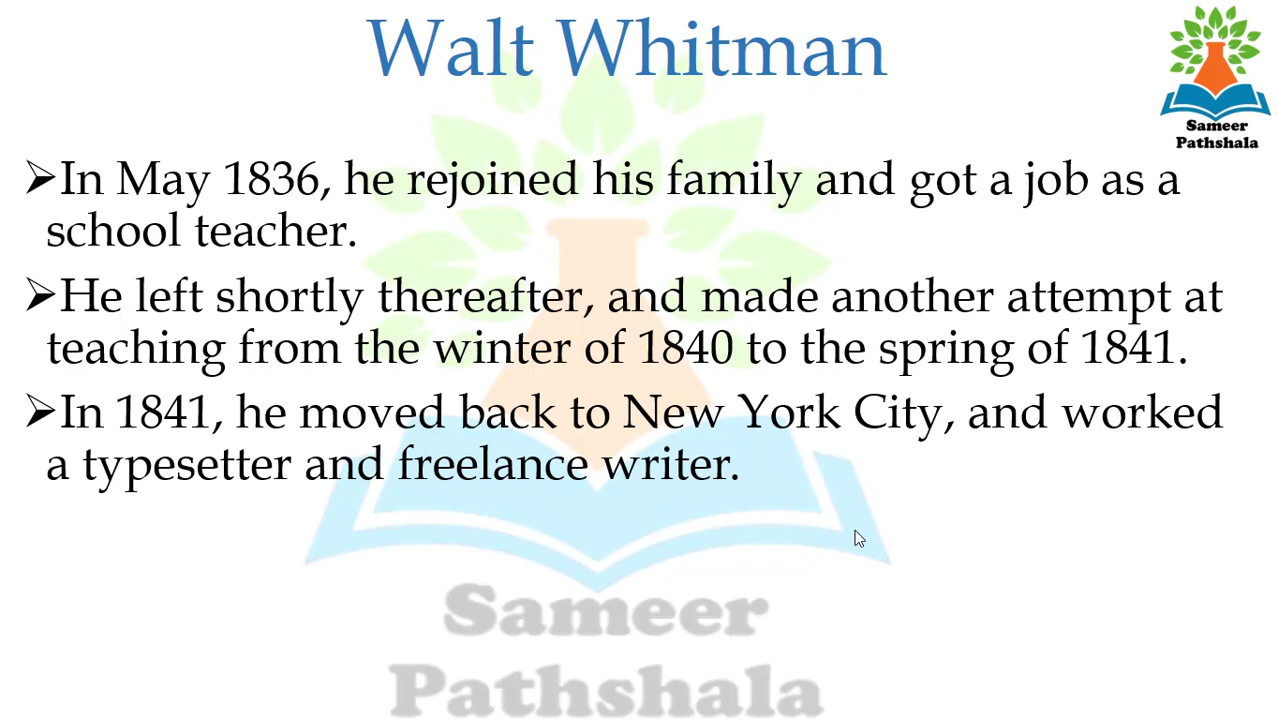 Walt Whitman
Sameer
Pathshala
➢In May 1836, he rejoined his family and got a job as a
school teacher.
➢He left shortly thereafter, and made another attempt at
teaching from the winter of 1840 to the spring of 1841.
➢In 1841, he moved back to New York City, and worked
a typesetter and freelance writer.
Sameer
Pathshala